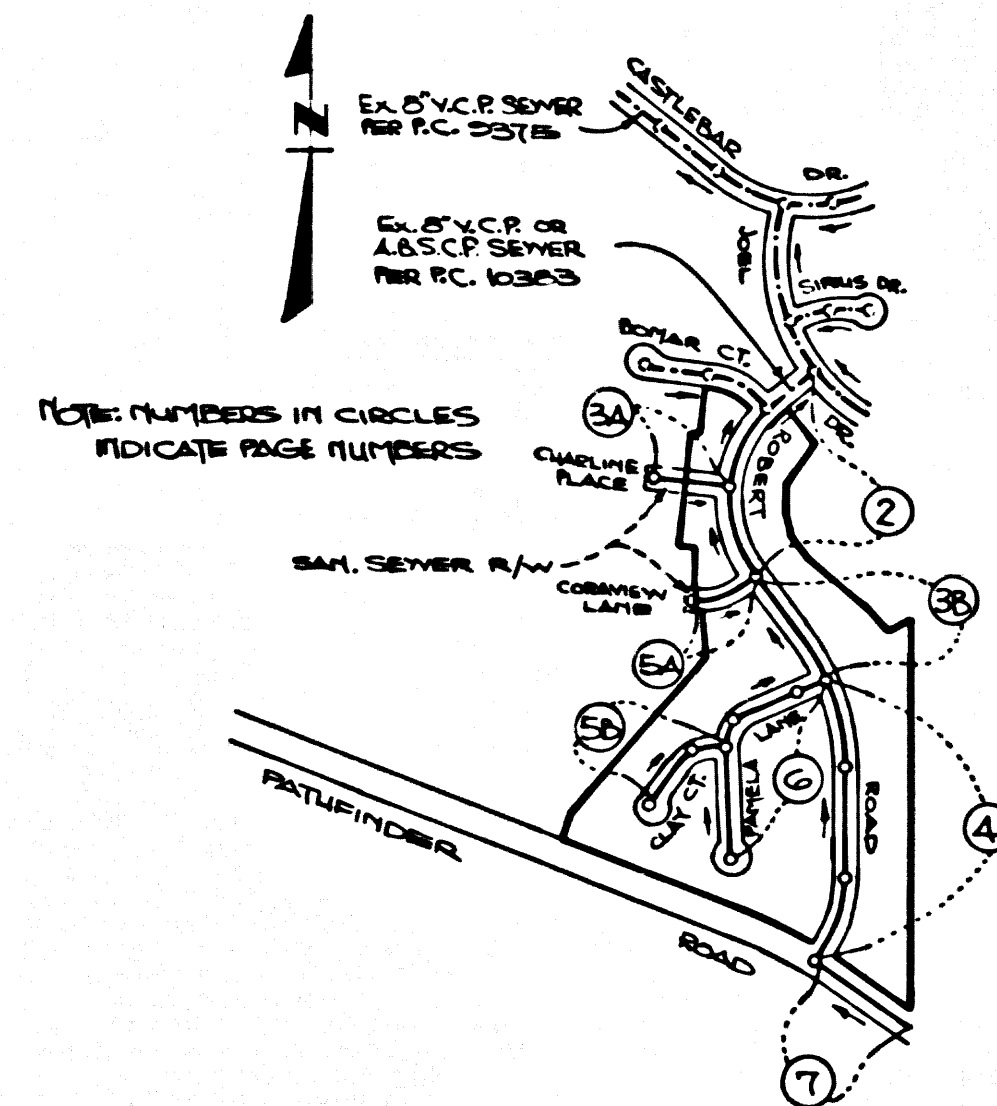 N
Ex. 8" V.C.P. SEWER
PER P.C. 9375
CASTLEBAR
DR.
JOEL
Ex. 8" V.C.P. OR
A.B.S.C.P. SEWER
PER P.C. 10383
SIRIUS DR.
BOMAR CT.
DR.
NOTE: NUMBERS IN CIRCLES
INDICATE PAGE NUMBERS
3A
ROBERT
CHARLINE
PLACE
2
SAN. SEWER R/W
CORAVIEW
LANE
3B
5A
5B
LANE
6
CLAY CT.
PAMELA
ROAD
4
PATHFINDER
ROAD
7